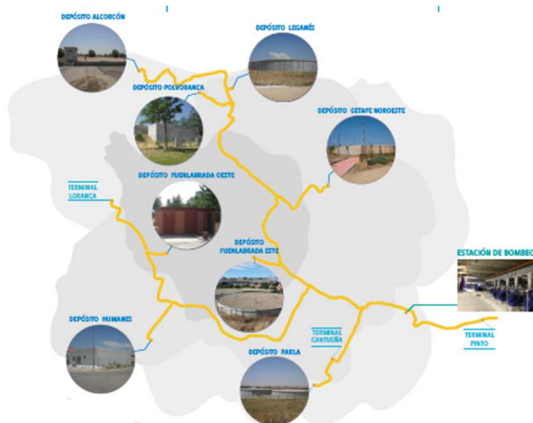 DEPÓSITO ALCORCÓN
DEPÓSITO LEGANÉS
DEPÓSITO POLVORANCA
DEPÓSITO GETAFE NOROESTE
DEPÓSITO FUENLABRADA OESTE
TERMINAL
LORANCA
DEPÓSITO
FUENLABRADA ESTE
ESTACIÓN DE BOMBEO
DEPÓSITO HUMANES
TERMINAL
CANTUEÑA
TERMINAL
PINTO
DEPÓSITO PARLA